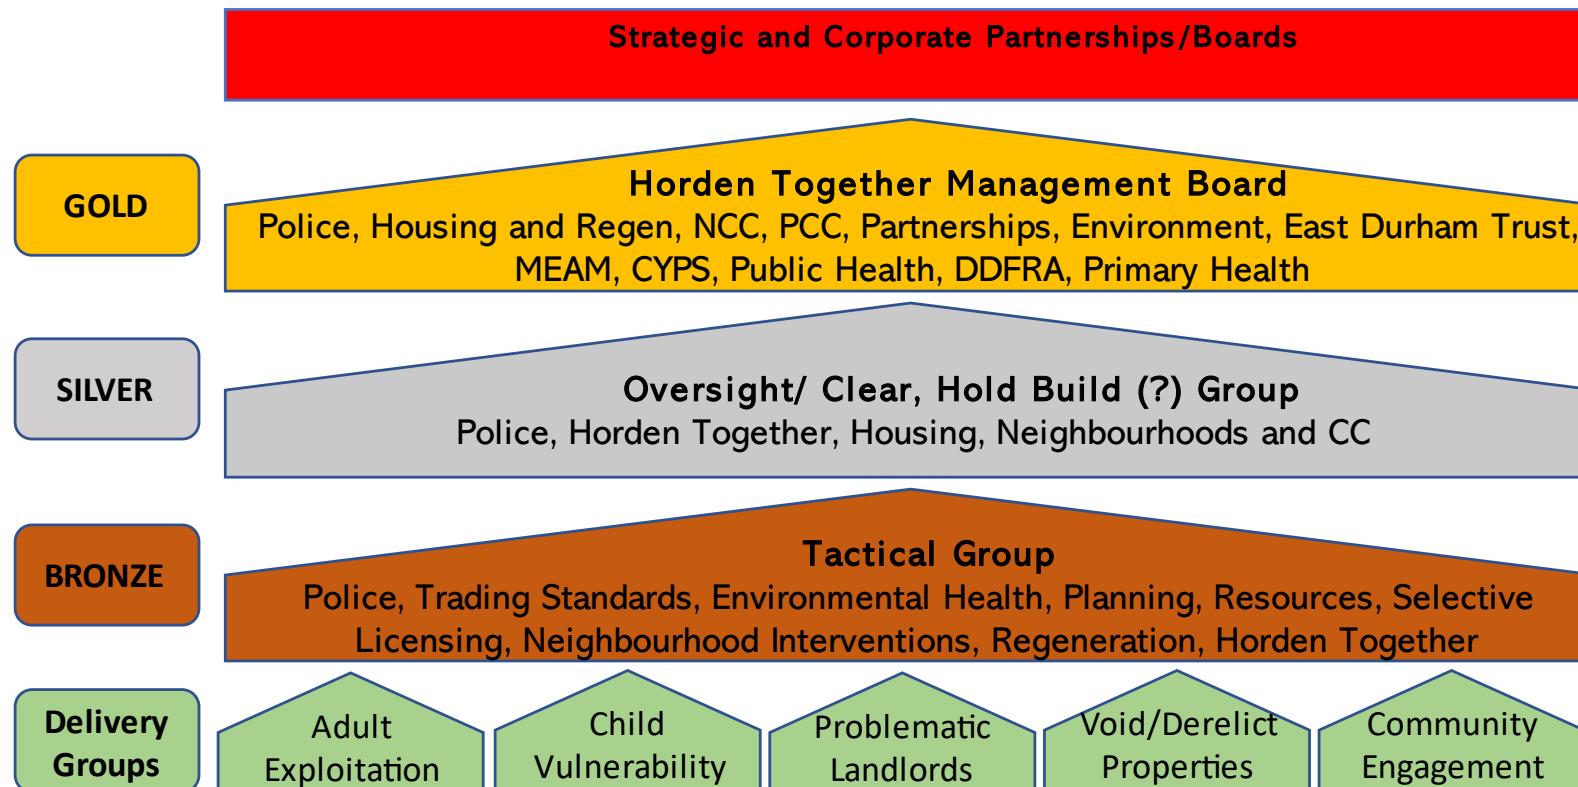 Strategic and Corporate Partnerships/Boards
GOLD
Horden Together Management Board
Police, Housing and Regen, NCC, PCC, Partnerships, Environment, East Durham Trust,
MEAM, CYPS, Public Health, DDFRA, Primary Health
SILVER
Oversight/ Clear, Hold Build (?) Group
Police, Horden Together, Housing, Neighbourhoods and CC
BRONZE
Tactical Group
Police, Trading Standards, Environmental Health, Planning, Resources, Selective
Licensing, Neighbourhood Interventions, Regeneration, Horden Together
Delivery
Groups
Adult
Exploitation
Child
Vulnerability
Problematic
Landlords
Void/Derelict
Properties
Community
Engagement